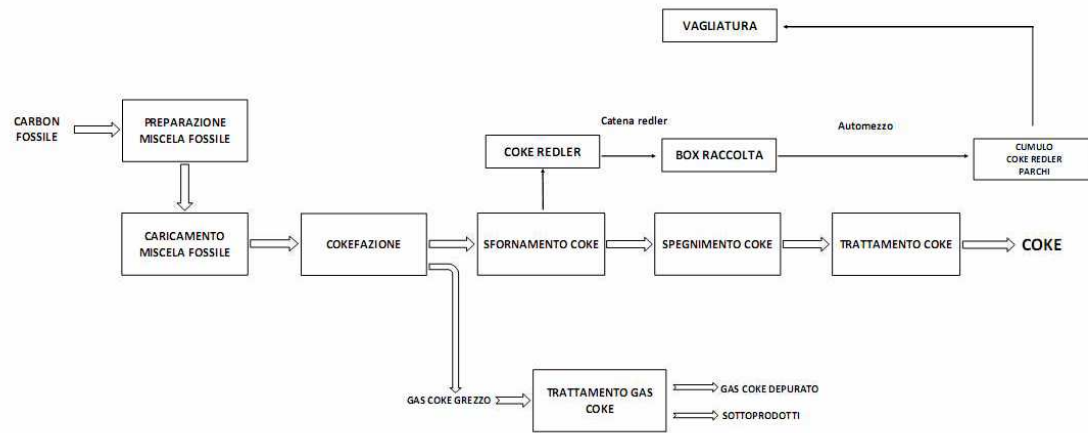 VAGLIATURA
CARBON
FOSSILE
PREPARAZIONE
MISCELA FOSSILE
Catena redler
Automezzo
COKE REDLER
BOX RACCOLTA
CUMULO
COKE REDLER
PARCHI
CARICAMENTO
MISCELA FOSSILE
COKEFAZIONE
SFORNAMENTO COKE
SPEGNIMENTO COKE
TRATTAMENTO COKE
COKE
GAS COKE GREZZO
TRATTAMENTO GAS
COKE
GAS COKE DEPURATO
SOTTOPRODOTTI